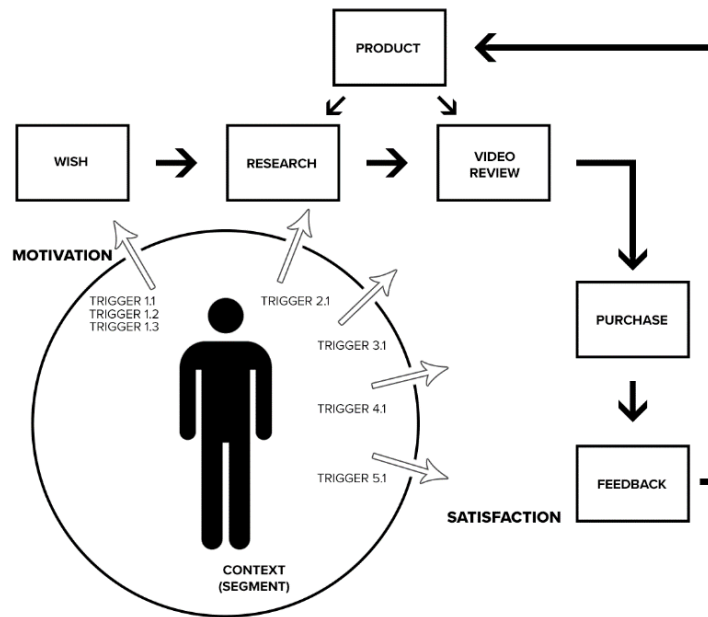 PRODUCT
WISH
RESEARCH
VIDEO
REVIEW
MOTIVATION
TRIGGER 1.1
TRIGGER 1.2
TRIGGER 1.3
TRIGGER 2.1
TRIGGER 3.1
TRIGGER 4.1
TRIGGER 5.1
PURCHASE
FEEDBACK
SATISFACTION
CONTEXT
(SEGMENT)